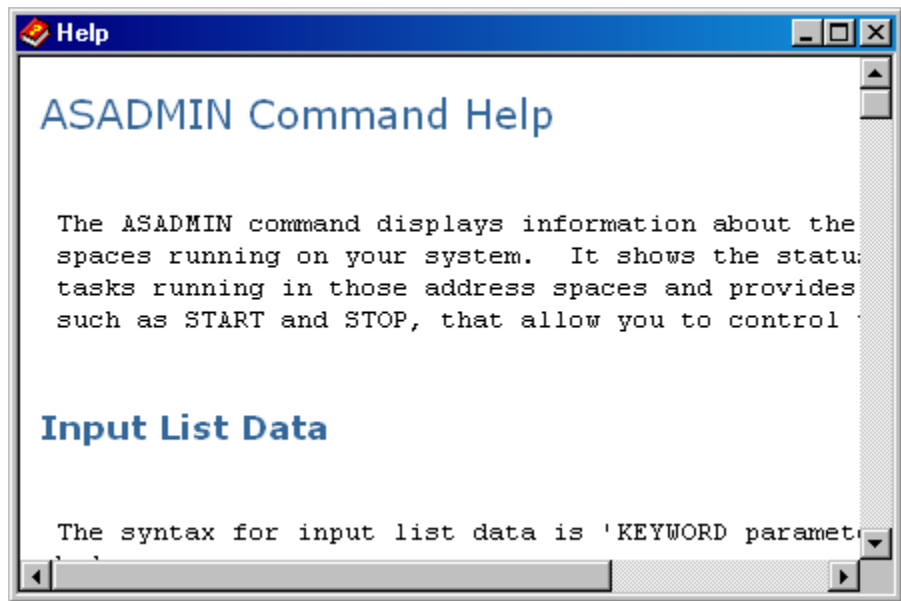 Help
ASADMIN Command Help
The ASADMIN command displays information about the
spaces running on your system.  It shows the
tasks running in those address spaces and provides
such as START and STOP, that allow you to control
Input List Data
The syntax for input list data is 'KEYWORD